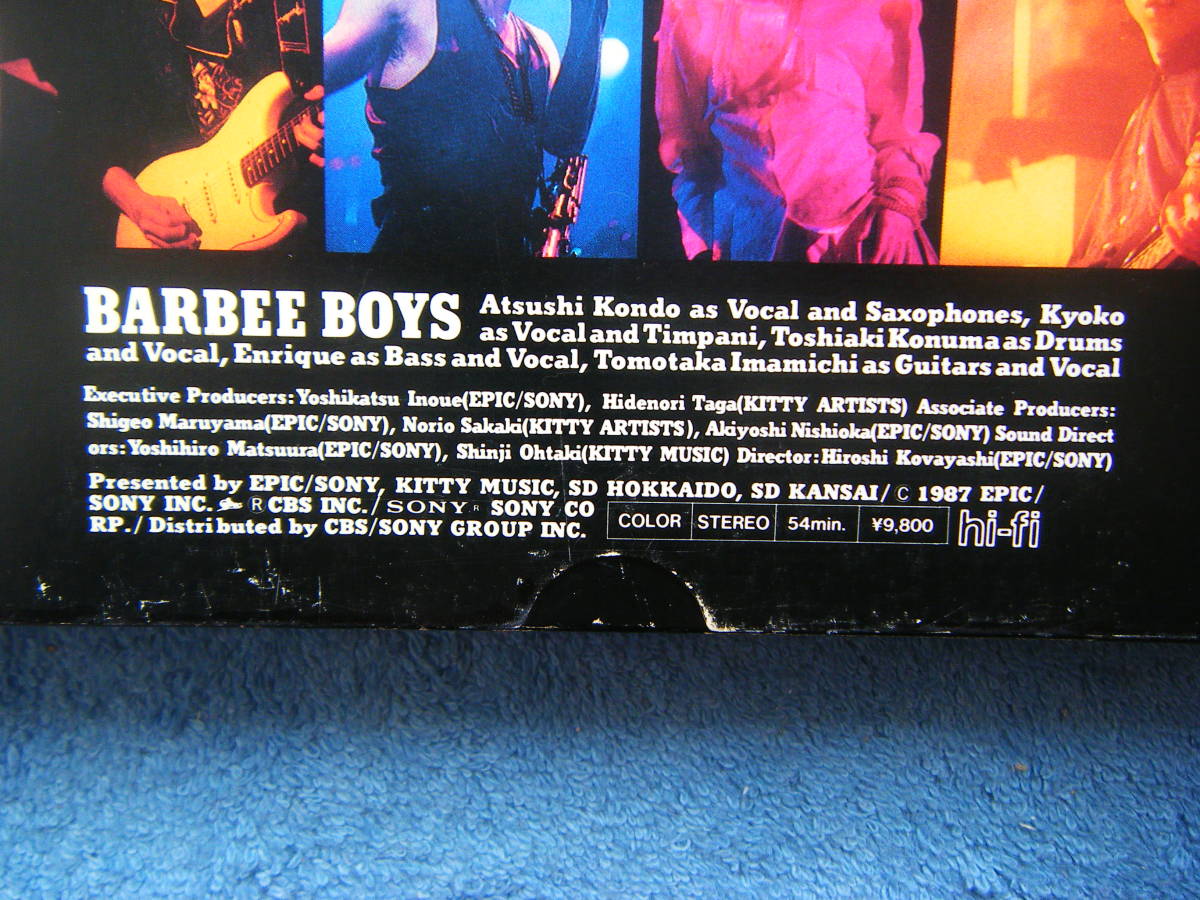 BARBEE BOYS Atsushi Kondo as Vocal and Saxophones, Kyoko
as Vocal and Timpani, Toshiaki Konuma as Drums
and Vocal, Enrique as Bass and Vocal, Tomotaka Imamichi as Guitars and Vocal
Executive Producers: Yoshikatsu Inoue(EPIC/SONY), Hidenori Taga(KITTY ARTISTS) Associate Producers:
Shigeo Maruyama(EPIC/SONY), Norio Sakaki(KITTY ARTISTS), Akiyoshi Nishioka(EPIC/SONY) Sound Direct
ors: Yoshihiro Matsuura(EPIC/SONY), Shinji Ohtaki(KITTY MUSIC) Director: Hiroshi Kovayashi(EPIC/SONY)
Presented by EPIC/SONY, KITTY MUSIC, SD HOKKAIDO, SD KANSAI/ © 1987 EPIC/
SONY INC. ® CBS INC./SONY® SONY CO
RP./Distributed by CBS/SONY GROUP INC.
COLOR STEREO 54min. ¥9,800 hi-fi